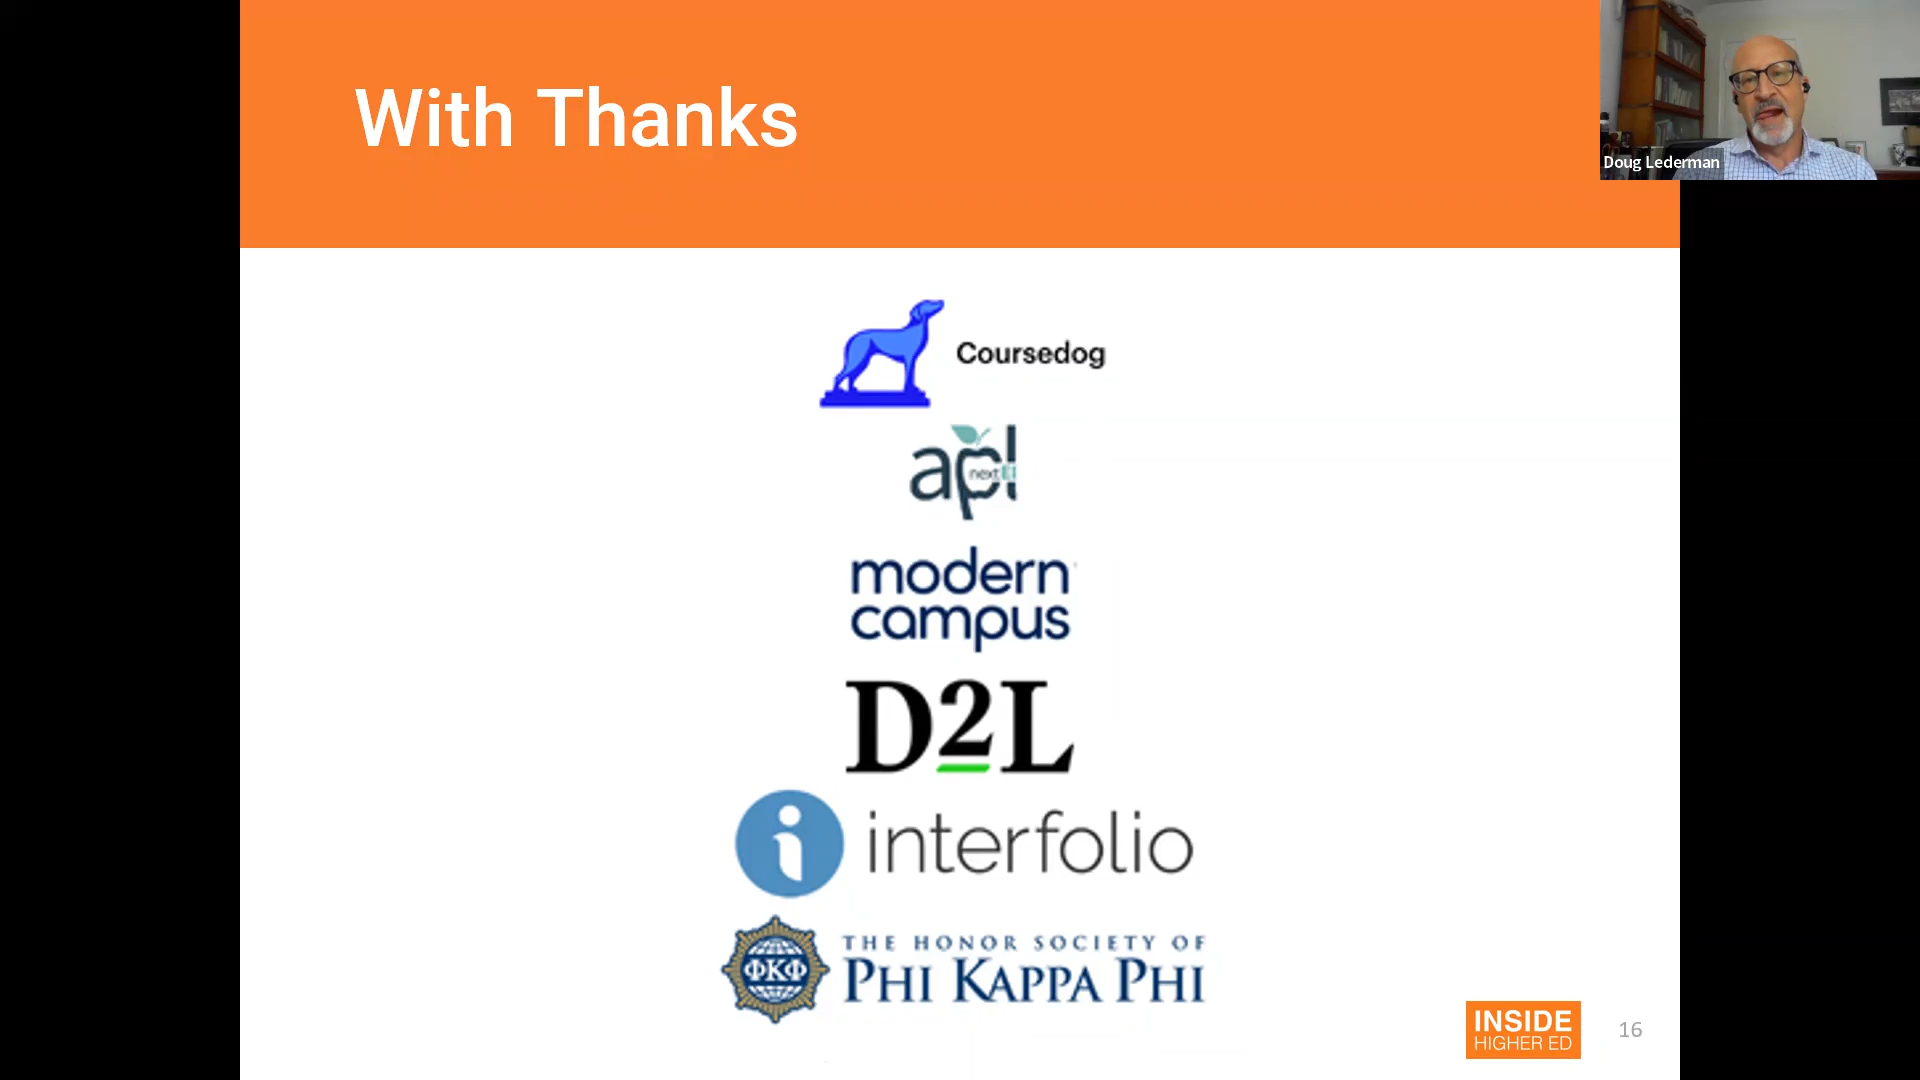 With Thanks
Doug Lederman
Coursedog
apl
next
modern
campus
D2L
i interfolio
ΦΚΦ
THE HONOR SOCIETY OF
PHI KAPPA PHI
INSIDE
HIGHER ED
16